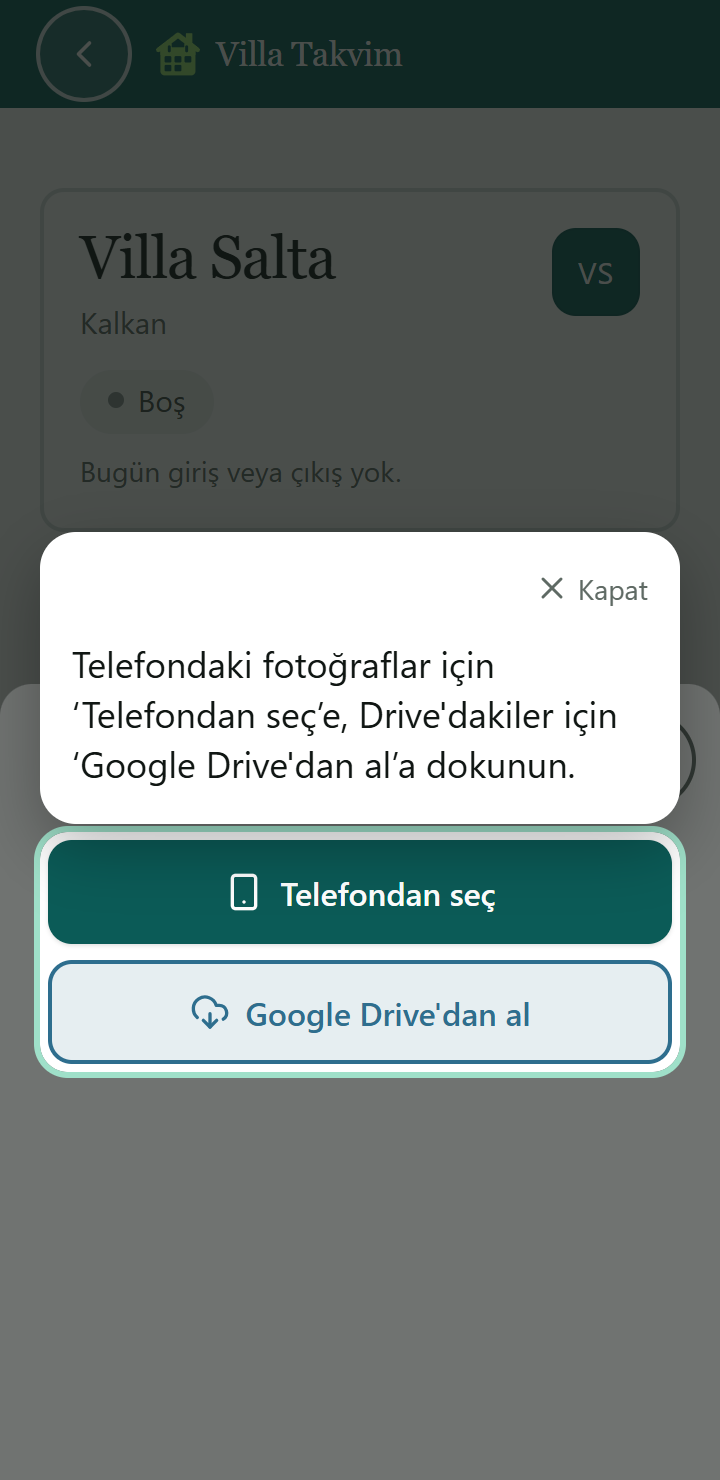 Villa Takvim
Villa Salta
VS
Kalkan
Boş
Bugün giriş veya çıkış yok.
Kapat
Telefondaki fotoğraflar için
‘Telefondan seç’e, Drive'dakiler için
‘Google Drive'dan al’a dokunun.
Telefondan seç
Google Drive'dan al